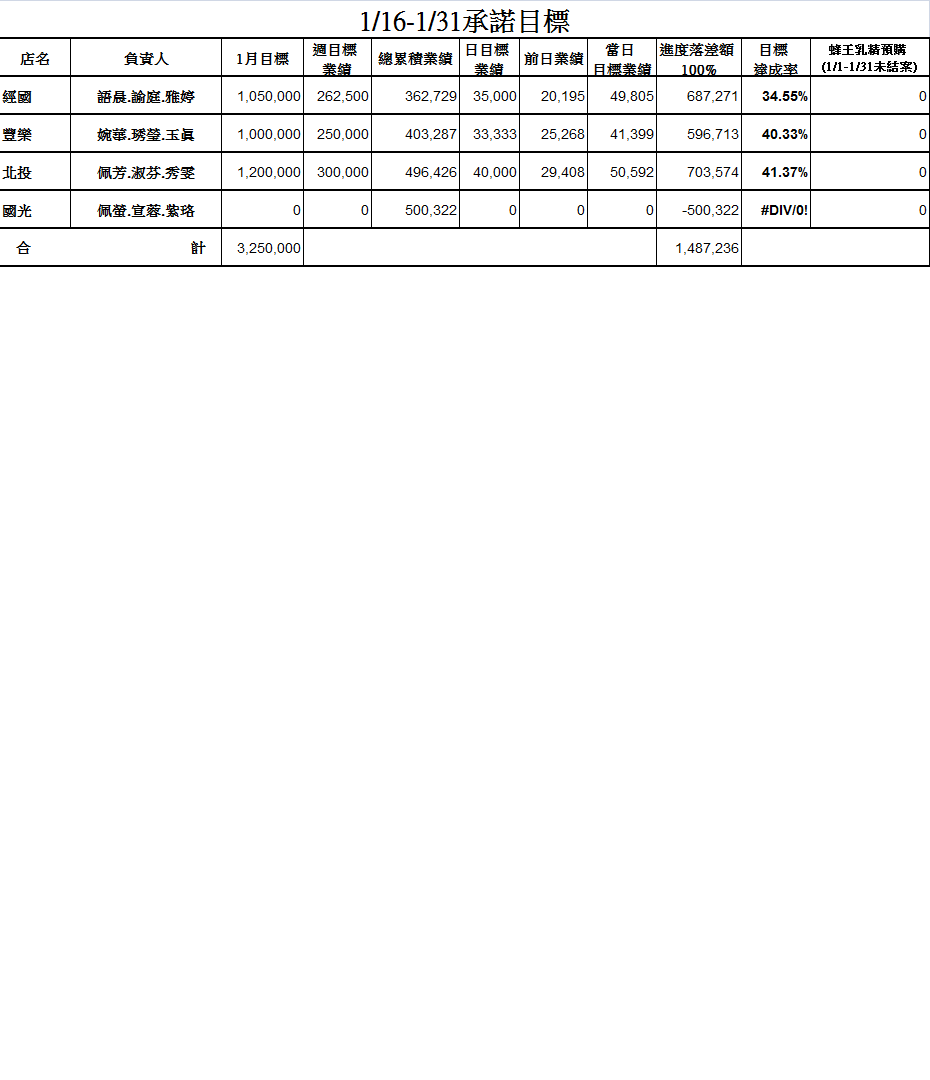 1/16-1/31承諾目標
店名 負責人 1月目標 週目標業績 總累積業績 日目標業績 前日業績 當日目標業績 進度落差額100% 目標達成率 蜂王乳精預購(1/1-1/31未結案)
經國 語晨.諭庭.雅婷 1,050,000 262,500 362,729 35,000 20,195 49,805 687,271 34.55% 0
豐樂 婉華.琇瑩.玉眞 1,000,000 250,000 403,287 33,333 25,268 41,399 596,713 40.33% 0
北投 佩芳.淑芬.秀雯 1,200,000 300,000 496,426 40,000 29,408 50,592 703,574 41.37% 0
國光 佩螢.宣蓉.紫珞 0 0 500,322 0 0 0 -500,322 #DIV/0! 0
合計 3,250,000 1,487,236